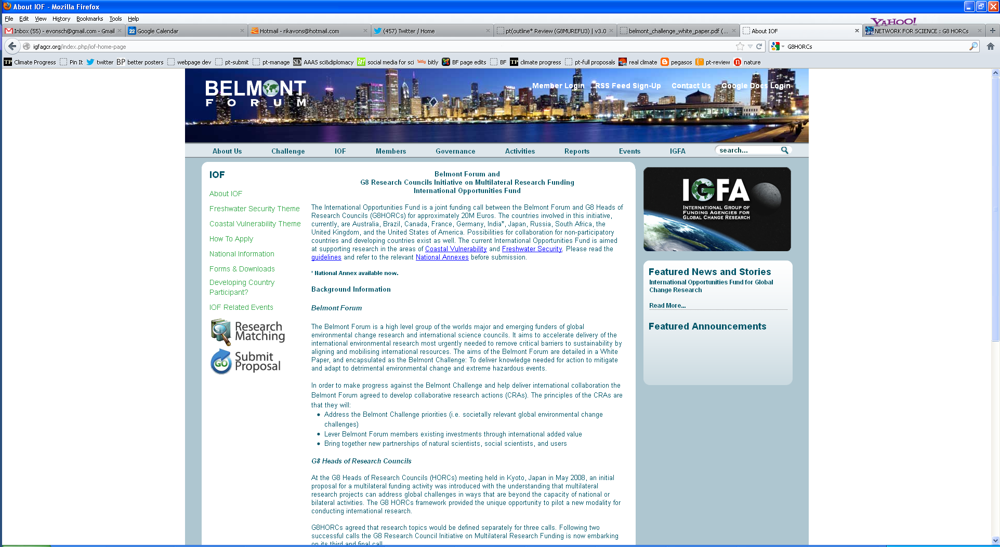 About IOF - Mozilla Firefox
File Edit View History Bookmarks Tools Help
YAHOO!
Inbox (55) - evonsch@gmail.com - Gmail
22 Google Calendar
Hotmail - rikavons@hotmail.com
(457) Twitter / Home
pt(outline* Review (G8MUREFU3) | v3.0
belmont_challenge_white_paper.pdf (...
About IOF
NFS NETWORK FOR SCIENCE : G8 HORCs
igfagcr.org/index.php/iof-home-page
G8HORCs
TP Climate Progress Pin It twitter BP better posters webpage dev pt-submit pt-manage SD AAAS sci&diplomacy it! social media for sci bitly bitly BF page edits BF TP climate progress pt-full proposals real climate pegasos pt-review n nature
BELMONT
FORUM
Member Login RSS Feed Sign-Up Contact Us Google Docs Login
About Us Challenge IOF Members Governance Activities Reports Events IGFA search...
IOF
About IOF
Freshwater Security Theme
Coastal Vulnerability Theme
How To Apply
National Information
Forms & Downloads
Developing Country
Participant?
IOF Related Events
Research
Matching
GO Submit
Proposal
Belmont Forum and
G8 Research Councils Initiative on Multilateral Research Funding
International Opportunities Fund
The International Opportunities Fund is a joint funding call between the Belmont Forum and G8 Heads of
Research Councils (G8HORCs) for approximately 20M Euros. The countries involved in this initiative,
currently, are Australia, Brazil, Canada, France, Germany, India*, Japan, Russia, South Africa, the
United Kingdom, and the United States of America. Possibilities for collaboration for non-participatory
countries and developing countries exist as well. The current International Opportunities Fund is aimed
at supporting research in the areas of Coastal Vulnerability and Freshwater Security. Please read the
guidelines and refer to the relevant National Annexes before submission.
* National Annex available now.
Background Information
Belmont Forum
The Belmont Forum is a high level group of the worlds major and emerging funders of global
environmental change research and international science councils. It aims to accelerate delivery of the
international environmental research most urgently needed to remove critical barriers to sustainability by
aligning and mobilising international resources. The aims of the Belmont Forum are detailed in a White
Paper, and encapsulated as the Belmont Challenge: To deliver knowledge needed for action to mitigate
and adapt to detrimental environmental change and extreme hazardous events.
In order to make progress against the Belmont Challenge and help deliver international collaboration the
Belmont Forum agreed to develop collaborative research actions (CRAs). The principles of the CRAs are
that they will:
• Address the Belmont Challenge priorities (i.e. societally relevant global environmental change
challenges)
• Lever Belmont Forum members existing investments through international added value
• Bring together new partnerships of natural scientists, social scientists, and users
G8 Heads of Research Councils
At the G8 Heads of Research Councils (HORCs) meeting held in Kyoto, Japan in May 2008, an initial
proposal for a multilateral funding activity was introduced with the understanding that multilateral
research projects can address global challenges in ways that are beyond the capacity of national or
bilateral activities. The G8 HORCs framework provided the unique opportunity to pilot a new modality for
conducting international research.
G8HORCs agreed that research topics would be defined separately for three calls. Following two
successful calls the G8 Research Council Initiative on Multilateral Research Funding is now embarking
on its third and final call.
IGFA
INTERNATIONAL GROUP OF
FUNDING AGENCIES FOR
GLOBAL CHANGE RESEARCH
Featured News and Stories
International Opportunities Fund for Global
Change Research
Read More...
Featured Announcements